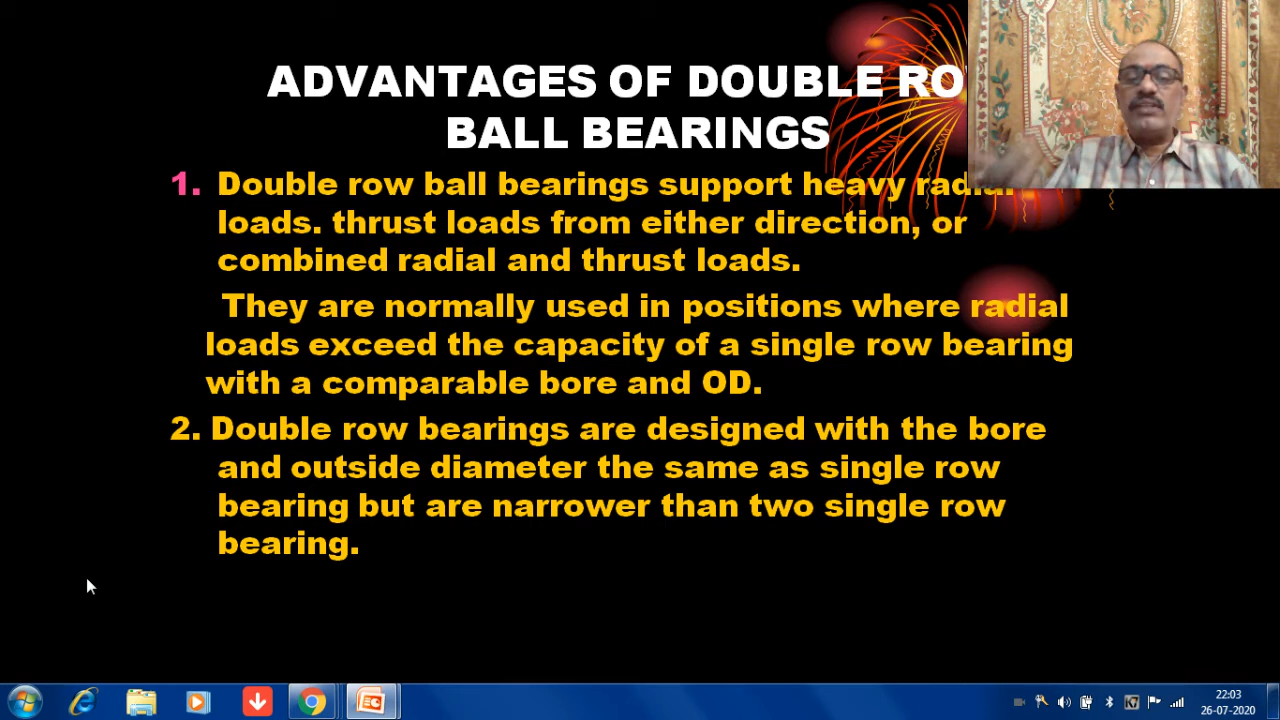 ADVANTAGES OF DOUBLE RO
BALL BEARINGS
1. Double row ball bearings support heavy radial
loads. thrust loads from either direction, or
combined radial and thrust loads.
They are normally used in positions where radial
loads exceed the capacity of a single row bearing
with a comparable bore and OD.
2. Double row bearings are designed with the bore
and outside diameter the same as single row
bearing but are narrower than two single row
bearing.
22:03
26-07-2020